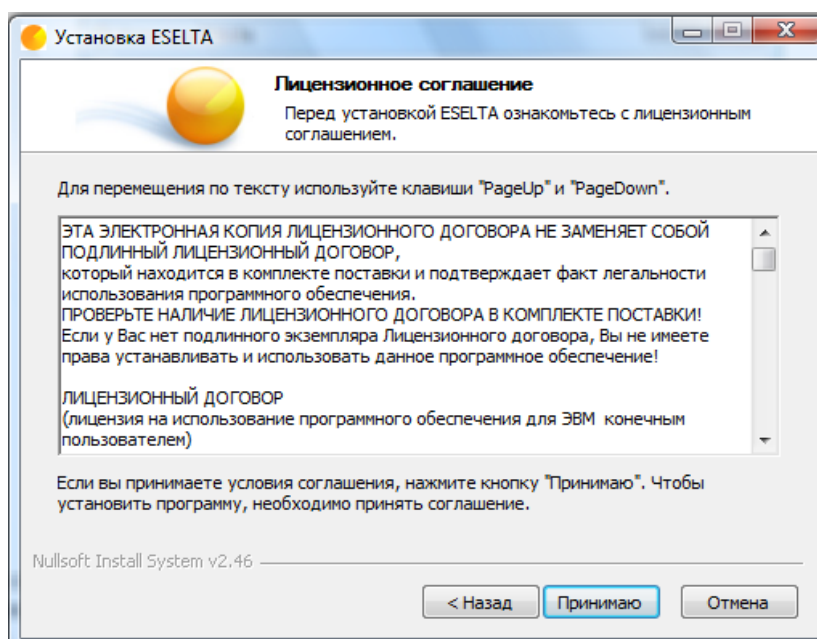 Установка ESELTA
Лицензионное соглашение
Перед установкой ESELTA ознакомьтесь с лицензионным
соглашением.
Для перемещения по тексту используйте клавиши "PageUp" и "PageDown".
ЭТА ЭЛЕКТРОННАЯ КОПИЯ ЛИЦЕНЗИОННОГО ДОГОВОРА НЕ ЗАМЕНЯЕТ СОБОЙ
ПОДЛИННЫЙ ЛИЦЕНЗИОННЫЙ ДОГОВОР,
который находится в комплекте поставки и подтверждает факт легальности
использования программного обеспечения.
ПРОВЕРЬТЕ НАЛИЧИЕ ЛИЦЕНЗИОННОГО ДОГОВОРА В КОМПЛЕКТЕ ПОСТАВКИ!
Если у Вас нет подлинного экземпляра Лицензионного договора, Вы не имеете
права устанавливать и использовать данное программное обеспечение!
ЛИЦЕНЗИОННЫЙ ДОГОВОР
(лицензия на использование программного обеспечения для ЭВМ  конечным
пользователем)
Если вы принимаете условия соглашения, нажмите кнопку "Принимаю". Чтобы
установить программу, необходимо принять соглашение.
Nullsoft Install System v2.46
< Назад
Принимаю
Отмена